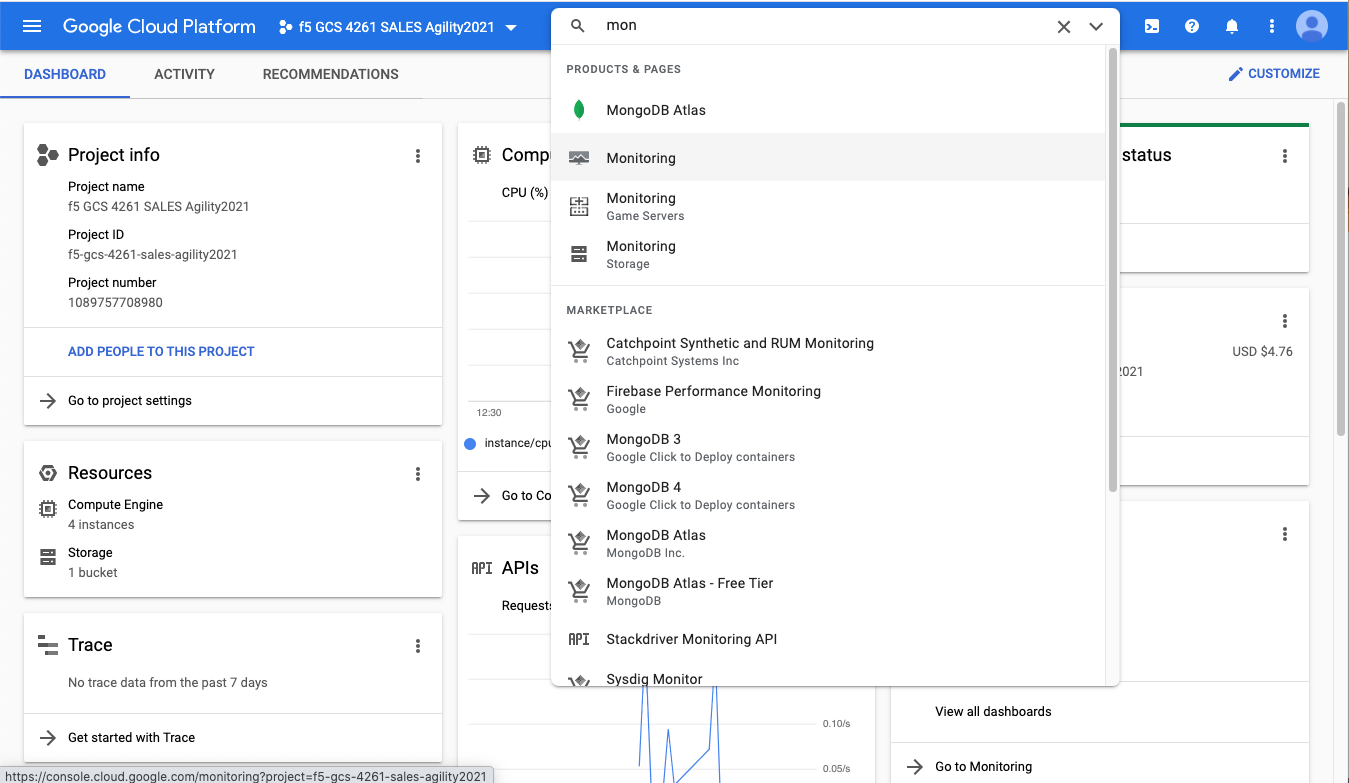 Google Cloud Platform
f5 GCS 4261 SALES Agility2021
mon
DASHBOARD
ACTIVITY
RECOMMENDATIONS
CUSTOMIZE
Project info
Project name
f5 GCS 4261 SALES Agility2021
Project ID
f5-gcs-4261-sales-agility2021
Project number
1089757708980
ADD PEOPLE TO THIS PROJECT
Go to project settings
Resources
Compute Engine
4 instances
Storage
1 bucket
Trace
No trace data from the past 7 days
Get started with Trace
https://console.cloud.google.com/monitoring?project=f5-gcs-4261-sales-agility2021
Compu
CPU (%)
12:30
instance/cpu
Go to Co
API APIs
Requests
0.10/s
0.05/s
PRODUCTS & PAGES
MongoDB Atlas
Monitoring
Monitoring
Game Servers
Monitoring
Storage
MARKETPLACE
Catchpoint Synthetic and RUM Monitoring
Catchpoint Systems Inc
Firebase Performance Monitoring
Google
MongoDB 3
Google Click to Deploy containers
MongoDB 4
Google Click to Deploy containers
MongoDB Atlas
MongoDB Inc.
MongoDB Atlas - Free Tier
MongoDB
API Stackdriver Monitoring API
Sysdig Monitor
status
USD $4.76
2021
View all dashboards
Go to Monitoring